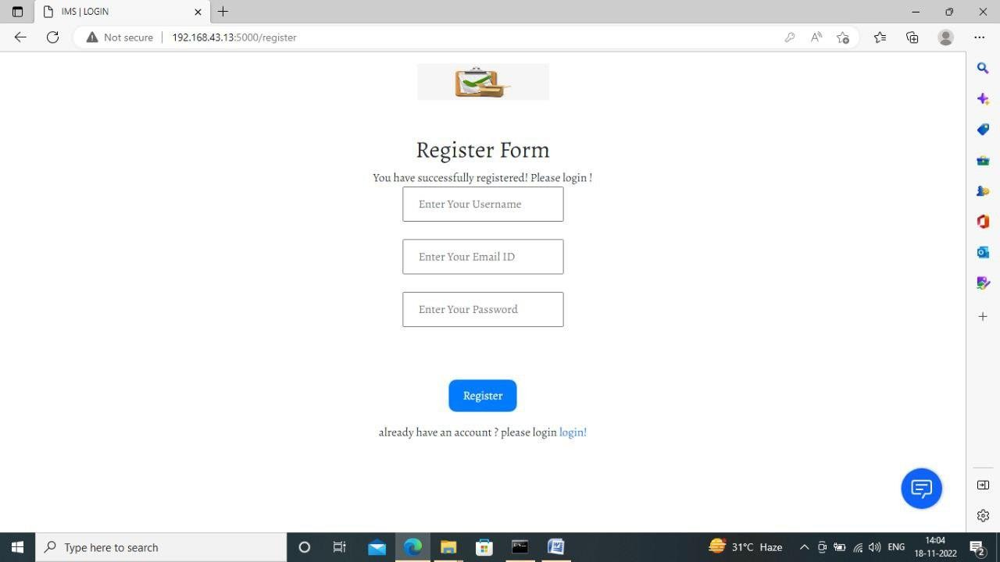 IMS | LOGIN
Not secure
192.168.43.13:5000/register
Register Form
You have successfully registered! Please login !
Enter Your Username
Enter Your Email ID
Enter Your Password
Register
already have an account ? please login login!
Type here to search
31°C Haze
ENG
14:04
18-11-2022
2